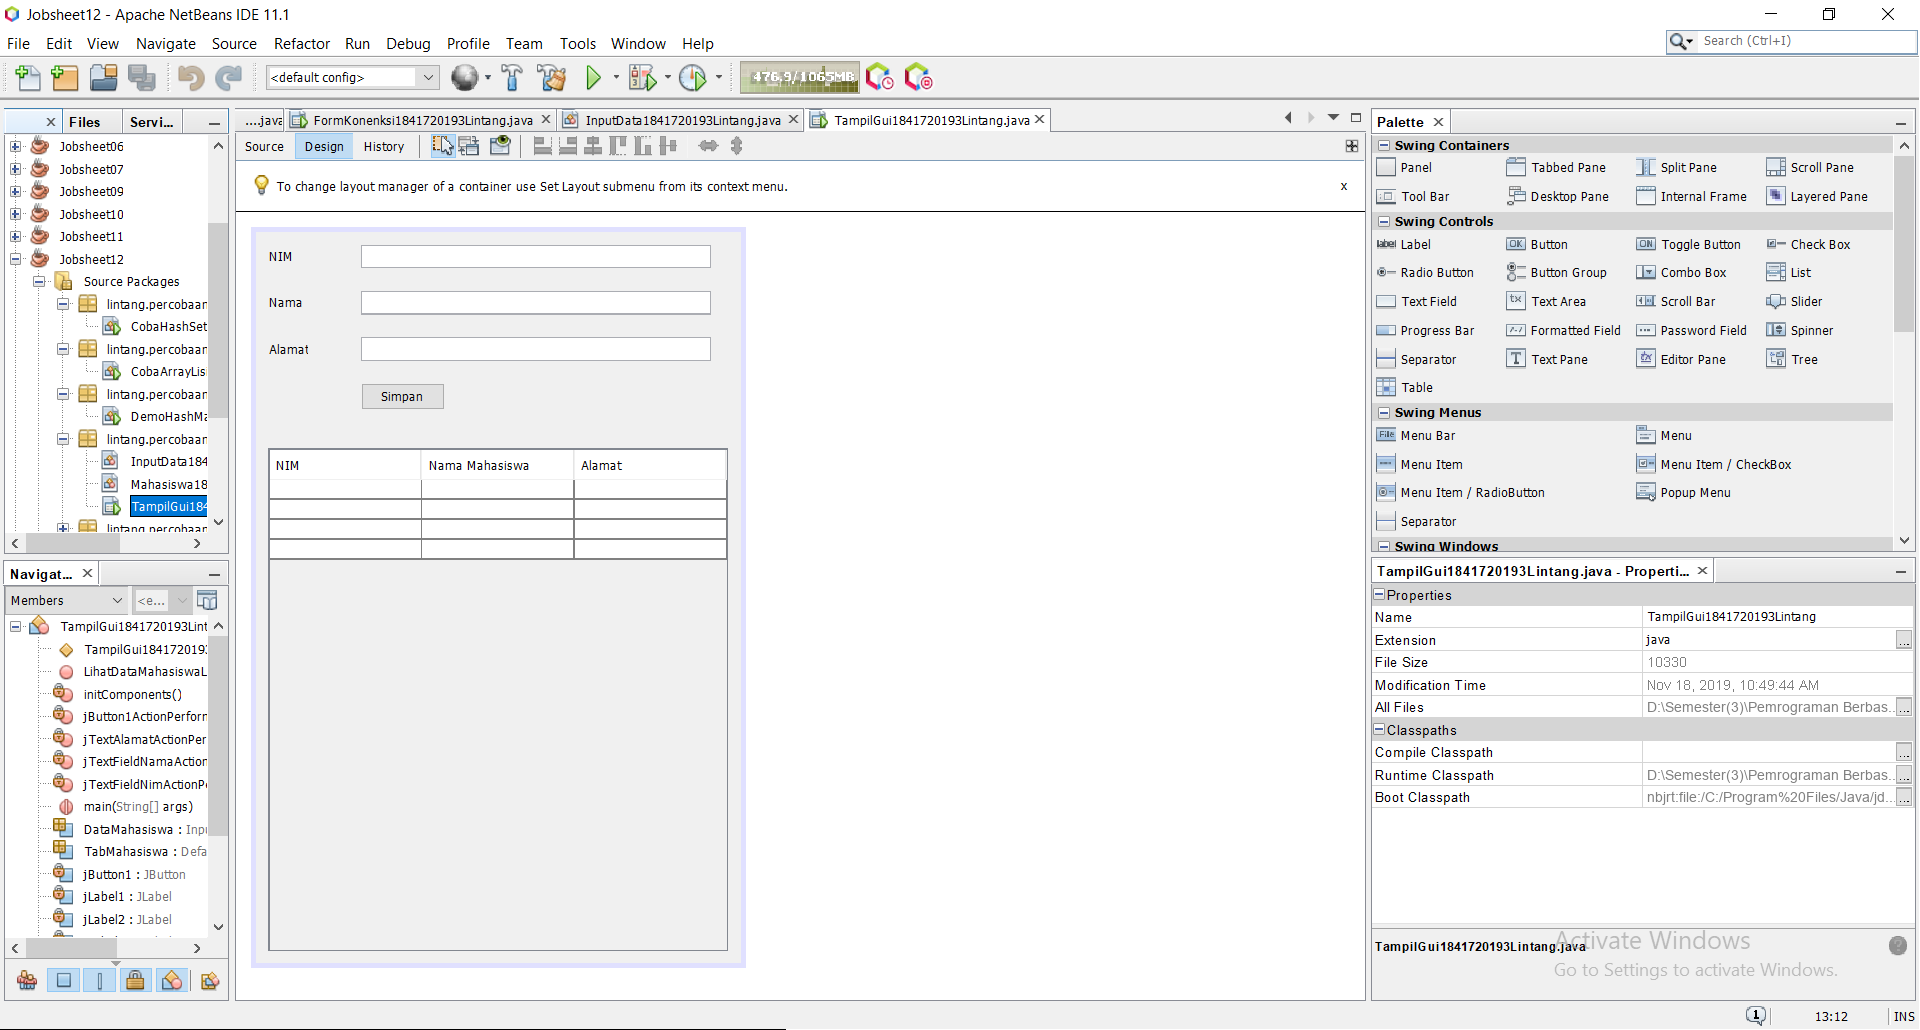 Jobsheet12 - Apache NetBeans IDE 11.1
File Edit View Navigate Source Refactor Run Debug Profile Team Tools Window Help
Search (Ctrl+I)
<default config>
476.9/1065MB
Files
Servi...
Jobsheet06
Jobsheet07
Jobsheet09
Jobsheet10
Jobsheet11
Jobsheet12
Source Packages
lintang.percobaan
CobaHashSet
lintang.percobaan
CobaArrayLis
lintang.percobaan
DemoHashMa
lintang.percobaan
InputData184
Mahasiswa18
TampilGui184
lintang.percobaan
Navigat...
Members
<e...
TampilGui1841720193Lint
TampilGui1841720193
LihatDataMahasiswaL
initComponents()
jButton1ActionPerform
jTextAlamatActionPer
jTextFieldNamaAction
jTextFieldNimActionPe
main(String[] args)
DataMahasiswa : Inpu
TabMahasiswa : Defa
jButton1 : JButton
jLabel1 : JLabel
jLabel2 : JLabel
....java
FormKonenksi1841720193Lintang.java
InputData1841720193Lintang.java
TampilGui1841720193Lintang.java
Source Design History
To change layout manager of a container use Set Layout submenu from its context menu.
x
NIM
Nama
Alamat
Simpan
NIM Nama Mahasiswa Alamat
Palette
Swing Containers
Panel Tabbed Pane Split Pane Scroll Pane
Tool Bar Desktop Pane Internal Frame Layered Pane
Swing Controls
label Label OK Button ON Toggle Button Check Box
Radio Button Button Group Combo Box List
Text Field Text Area Scroll Bar Slider
Progress Bar Formatted Field Password Field Spinner
Separator Text Pane Editor Pane Tree
Table
Swing Menus
File Menu Bar Menu
Menu Item Menu Item / CheckBox
Menu Item / RadioButton Popup Menu
Separator
Swing Windows
TampilGui1841720193Lintang.java - Properti...
Properties
Name TampilGui1841720193Lintang
Extension java
...
File Size 10330
Modification Time Nov 18, 2019, 10:49:44 AM
All Files D:\Semester(3)\Pemrograman Berbas...
...
Classpaths
Compile Classpath
...
Runtime Classpath D:\Semester(3)\Pemrograman Berbas...
...
Boot Classpath nbjrt:file:/C:/Program%20Files/Java/jd...
...
TampilGui1841720193Lintang.java
Activate Windows
Go to Settings to activate Windows.
1
13:12
INS